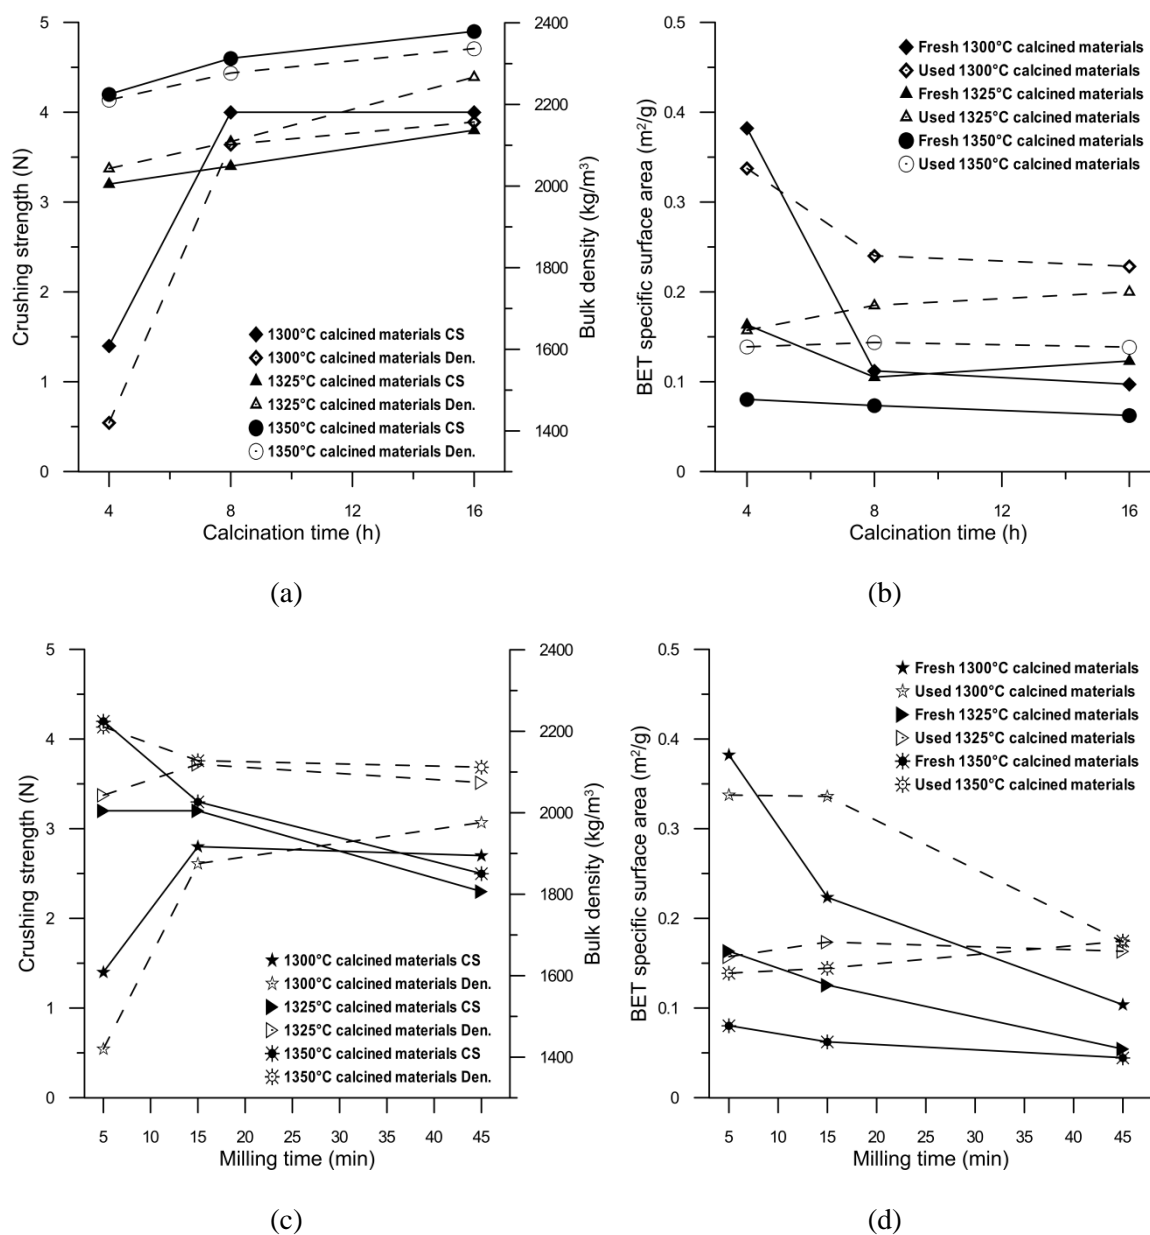 5
4
3
2
1
0
Crushing strength (N)
2400
2200
2000
1800
1600
1400
Bulk density (kg/m³)
1300°C calcined materials CS
1300°C calcined materials Den.
1325°C calcined materials CS
1325°C calcined materials Den.
1350°C calcined materials CS
1350°C calcined materials Den.
4 8 12 16
Calcination time (h)
(a)
0.5
0.4
0.3
0.2
0.1
0
BET specific surface area (m²/g)
Fresh 1300°C calcined materials
Used 1300°C calcined materials
Fresh 1325°C calcined materials
Used 1325°C calcined materials
Fresh 1350°C calcined materials
Used 1350°C calcined materials
4 8 12 16
Calcination time (h)
(b)
5
4
3
2
1
0
Crushing strength (N)
2400
2200
2000
1800
1600
1400
Bulk density (kg/m³)
1300°C calcined materials CS
1300°C calcined materials Den.
1325°C calcined materials CS
1325°C calcined materials Den.
1350°C calcined materials CS
1350°C calcined materials Den.
5 10 15 20 25 30 35 40 45
Milling time (min)
(c)
0.5
0.4
0.3
0.2
0.1
0
BET specific surface area (m²/g)
Fresh 1300°C calcined materials
Used 1300°C calcined materials
Fresh 1325°C calcined materials
Used 1325°C calcined materials
Fresh 1350°C calcined materials
Used 1350°C calcined materials
5 10 15 20 25 30 35 40 45
Milling time (min)
(d)